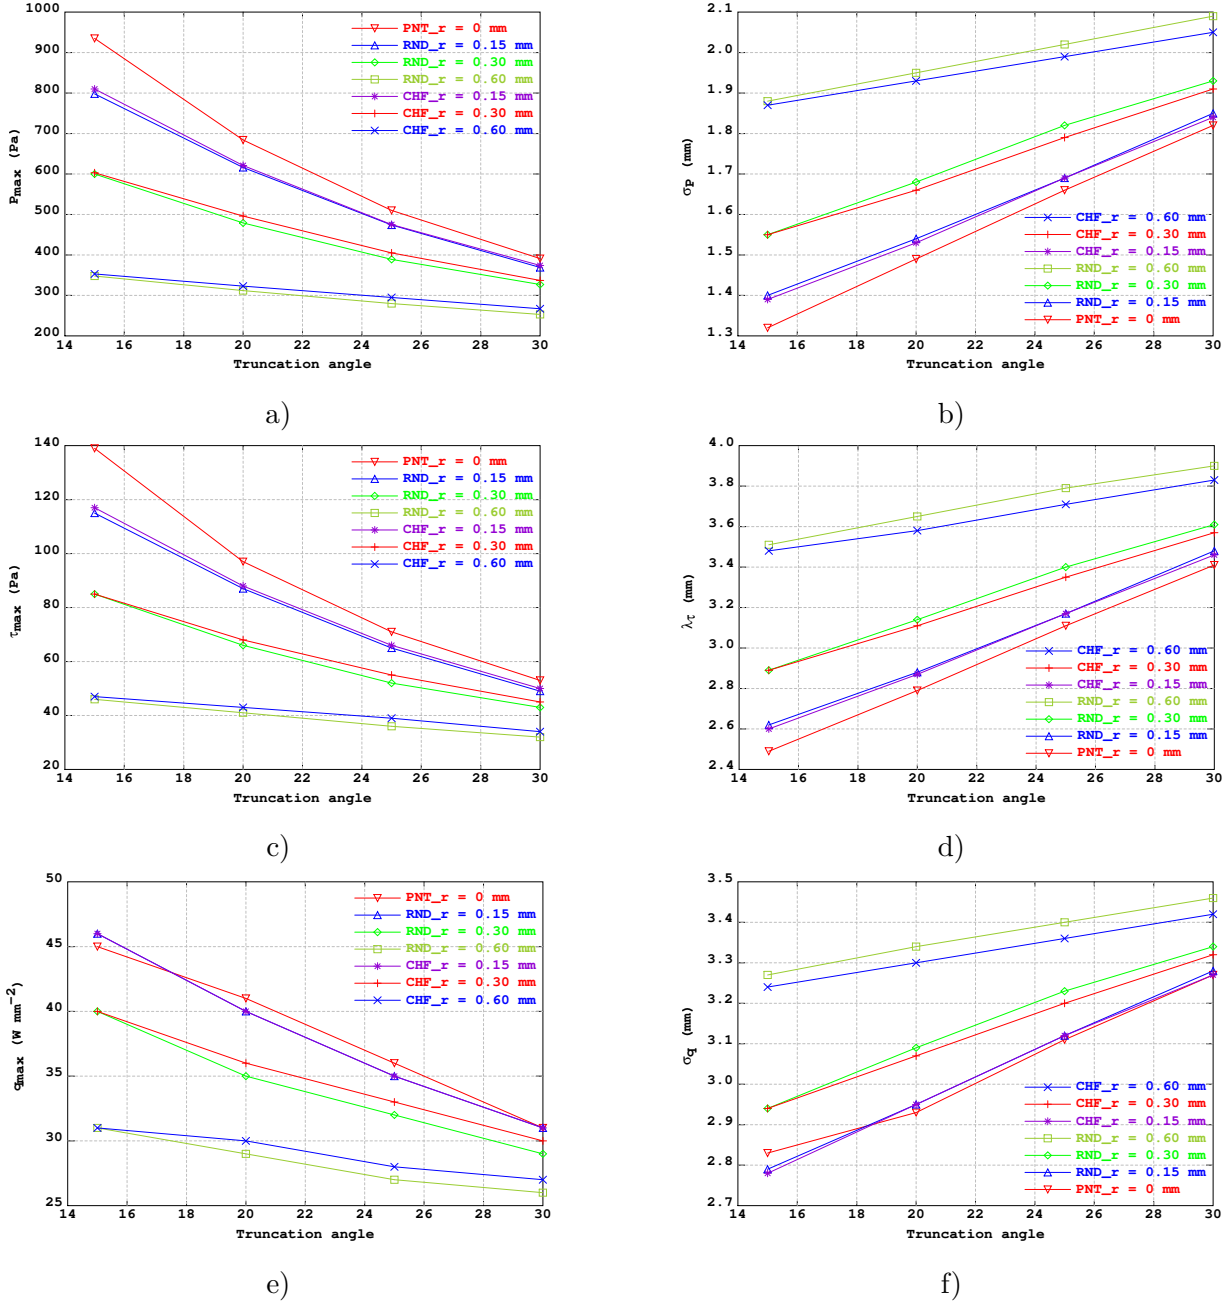 1000
900
800
700
600
500
400
300
200
14 16 18 20 22 24 26 28 30
Pmax (Pa)
Truncation angle
PNT_r = 0 mm
RND_r = 0.15 mm
RND_r = 0.30 mm
RND_r = 0.60 mm
CHF_r = 0.15 mm
CHF_r = 0.30 mm
CHF_r = 0.60 mm
a)
2.1
2.0
1.9
1.8
1.7
1.6
1.5
1.4
1.3
14 16 18 20 22 24 26 28 30
σP (mm)
Truncation angle
CHF_r = 0.60 mm
CHF_r = 0.30 mm
CHF_r = 0.15 mm
RND_r = 0.60 mm
RND_r = 0.30 mm
RND_r = 0.15 mm
PNT_r = 0 mm
b)
140
120
100
80
60
40
20
14 16 18 20 22 24 26 28 30
τmax (Pa)
Truncation angle
PNT_r = 0 mm
RND_r = 0.15 mm
RND_r = 0.30 mm
RND_r = 0.60 mm
CHF_r = 0.15 mm
CHF_r = 0.30 mm
CHF_r = 0.60 mm
c)
4.0
3.8
3.6
3.4
3.2
3.0
2.8
2.6
2.4
14 16 18 20 22 24 26 28 30
λτ (mm)
Truncation angle
CHF_r = 0.60 mm
CHF_r = 0.30 mm
CHF_r = 0.15 mm
RND_r = 0.60 mm
RND_r = 0.30 mm
RND_r = 0.15 mm
PNT_r = 0 mm
d)
50
45
40
35
30
25
14 16 18 20 22 24 26 28 30
qmax (W mm−2)
Truncation angle
PNT_r = 0 mm
RND_r = 0.15 mm
RND_r = 0.30 mm
RND_r = 0.60 mm
CHF_r = 0.15 mm
CHF_r = 0.30 mm
CHF_r = 0.60 mm
e)
3.5
3.4
3.3
3.2
3.1
3.0
2.9
2.8
2.7
14 16 18 20 22 24 26 28 30
σq (mm)
Truncation angle
CHF_r = 0.60 mm
CHF_r = 0.30 mm
CHF_r = 0.15 mm
RND_r = 0.60 mm
RND_r = 0.30 mm
RND_r = 0.15 mm
PNT_r = 0 mm
f)